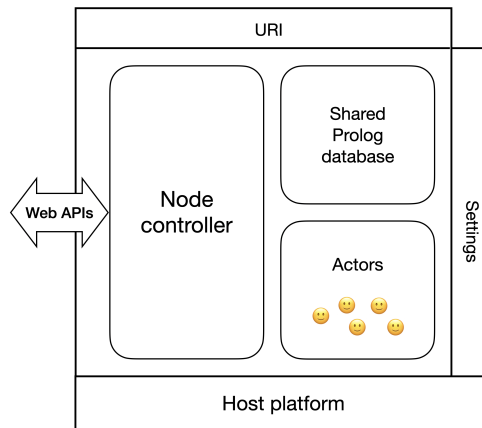 URI
Shared
Prolog
database
Web APIs
Node
controller
Settings
Actors
Host platform